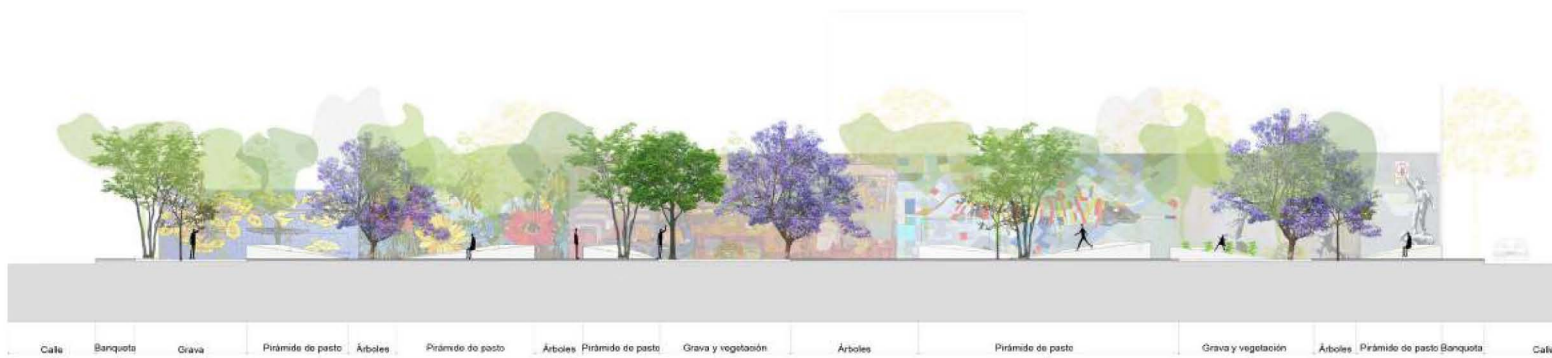 Calle Banqueta Grava Pirámide de pasto Árboles Pirámide de pasto Árboles Pirámide de pasto Grava y vegetación Árboles Pirámide de pasto Grava y vegetación Árboles Pirámide de pasto Banqueta Calle